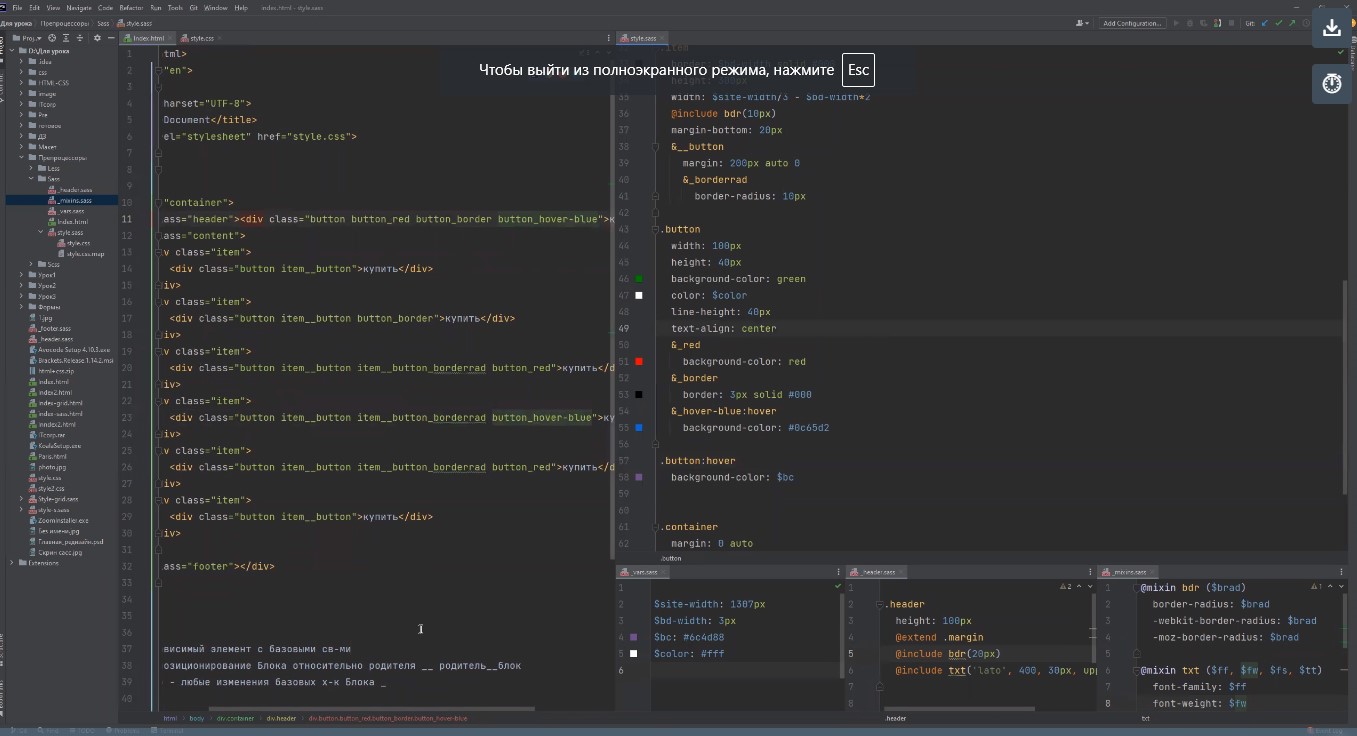 File Edit View Navigate Code Refactor Run Tools Git Window Help index.html - style.sass
Для урока Препроцессоры Sass style.sass Add Configuration... Git:
index.html style.css style.sass
D:\Для урока
.idea
css
HTML-CSS
image
ITcorp
Pre
ДЗ
Макет
Препроцессоры
Less
Sass
_header.sass
_mixins.sass
_vars.sass
index.html
style.sass
style.css
style.css.map
Scss
Урок1
Урок2
Урок3
Формы
1.jpg
_footer.sass
_header.sass
Avocode Setup 4.10.3.exe
Brackets.Release.1.14.2.msi
html+css.zip
index.html
index2.html
index-grid.html
index-sass.html
ITcorp.rar
KoalaSetup.exe
Paris.html
photo.jpg
style.css
style2.css
Style-grid.sass
style-s.sass
ZoomInstaller.exe
Без имени.jpg
Главная_редизайн.psd
Скрин сасс.jpg
Extensions
Чтобы выйти из полноэкранного режима, нажмите Esc
1 tml>
2 "en">
3
4 harset="UTF-8">
5 Document</title>
6 el="stylesheet" href="style.css">
7
8
9
10 "container">
11 ass="header"><div class="button button_red button_border button_hover-blue">к
12 ass="content">
13 v class="item">
14 <div class="button item__button">купить</div>
15 iv>
16 v class="item">
17 <div class="button item__button button_border">купить</div>
18 iv>
19 v class="item">
20 <div class="button item__button item__button_borderrad button_red">купить</d
21 iv>
22 v class="item">
23 <div class="button item__button item__button_borderrad button_hover-blue">ку
24 iv>
25 v class="item">
26 <div class="button item__button item__button_borderrad button_red">купить</d
27 iv>
28 v class="item">
29 <div class="button item__button">купить</div>
30 iv>
31
32 ass="footer"></div>
33
34
35
36
37 висимый элемент с базовыми св-ми
38 озиционирование Блока относительно родителя __ родитель__блок
39 - любые изменения базовых х-к Блока _
40
html body div.container div.header div.button.button_red.button_border.button_hover-blue
35 width: $site-width/3 - $bd-width*2
36 @include bdr(10px)
37 margin-bottom: 20px
38 &__button
39 margin: 200px auto 0
40 &_borderrad
41 border-radius: 10px
42
43 .button
44 width: 100px
45 height: 40px
46 background-color: green
47 color: $color
48 line-height: 40px
49 text-align: center
50 &_red
51 background-color: red
52 &_border
53 border: 3px solid #000
54 &_hover-blue:hover
55 background-color: #0c65d2
56
57 .button:hover
58 background-color: $bc
59
60
61 .container
62 margin: 0 auto
.button
_vars.sass
1
2 $site-width: 1307px
3 $bd-width: 3px
4 $bc: #6c4d88
5 $color: #fff
6
_header.sass
1
2 .header
3 height: 100px
4 @extend .margin
5 @include bdr(20px)
6 @include txt('lato', 400, 30px, upp
7
8
.header
_mixins.sass
1 @mixin bdr ($brad)
2 border-radius: $brad
3 -webkit-border-radius: $brad
4 -moz-border-radius: $brad
5
6 @mixin txt ($ff, $fw, $fs, $tt)
7 font-family: $ff
8 font-weight: $fw
txt